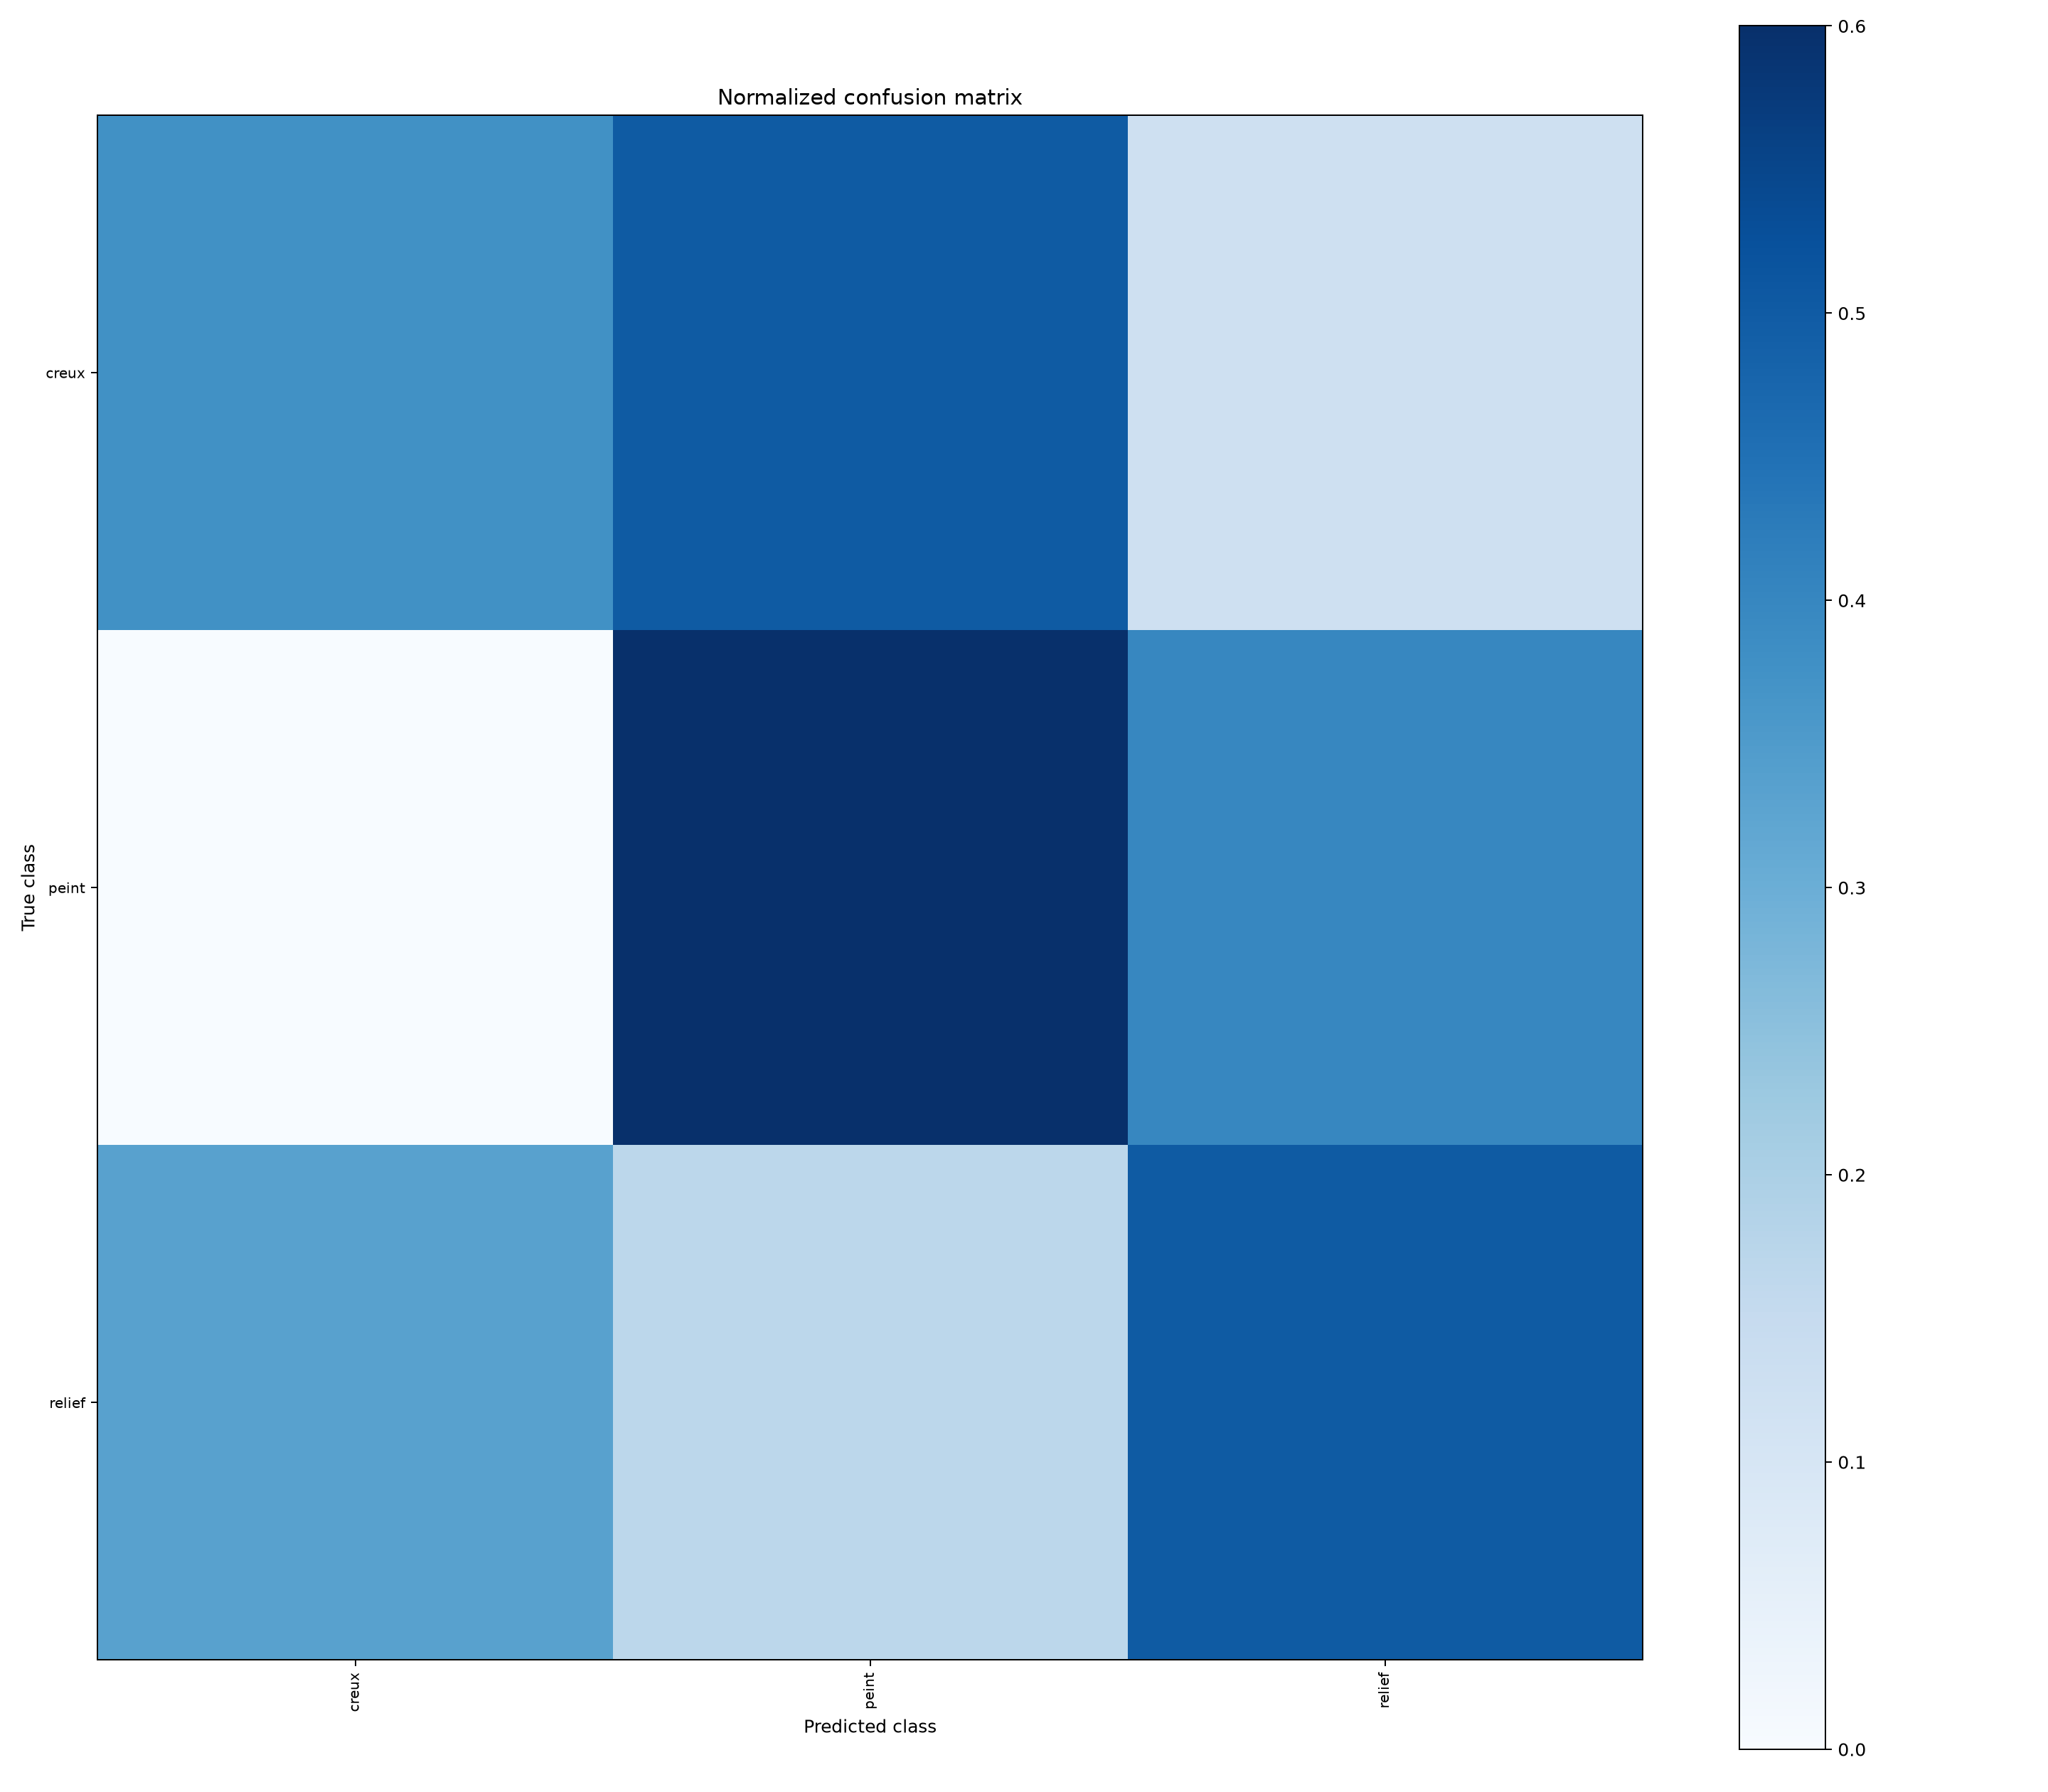 Normalized confusion matrix
True class
creux
peint
relief
creux
peint
relief
Predicted class
0.6
0.5
0.4
0.3
0.2
0.1
0.0